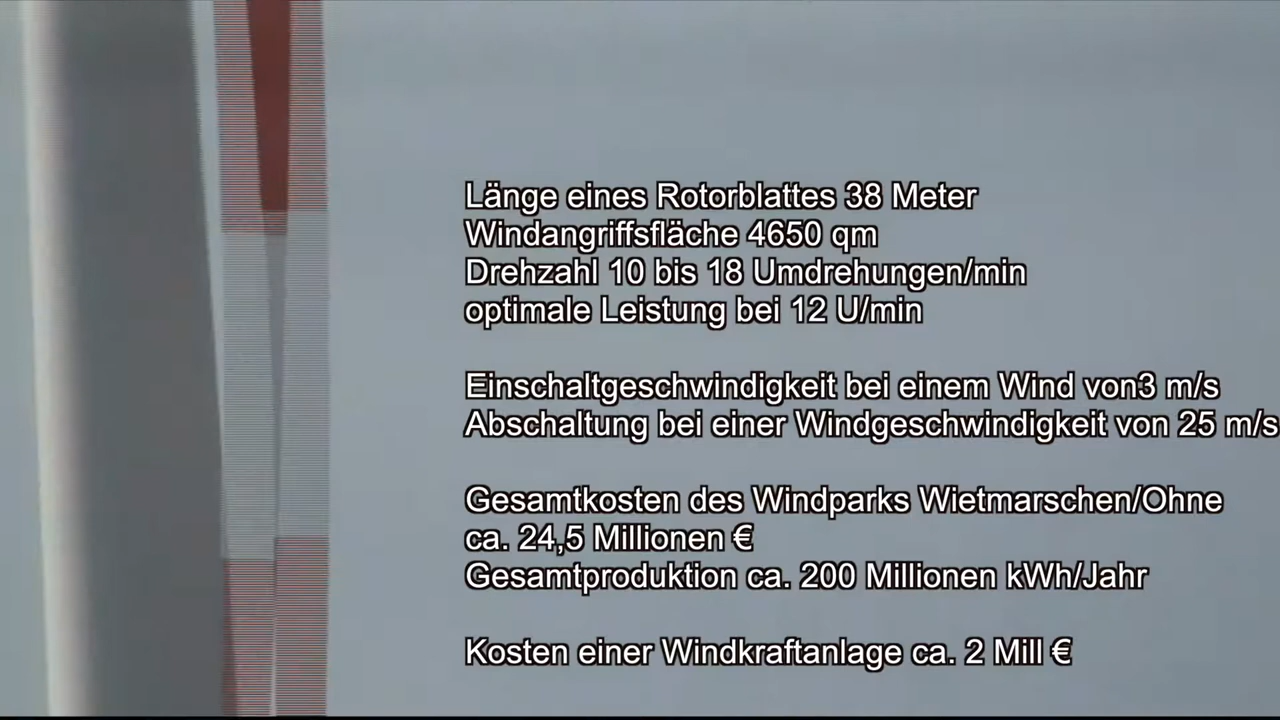 Länge eines Rotorblattes 38 Meter
Windangriffsfläche 4650 qm
Drehzahl 10 bis 18 Umdrehungen/min
optimale Leistung bei 12 U/min
Einschaltgeschwindigkeit bei einem Wind von3 m/s
Abschaltung bei einer Windgeschwindigkeit von 25 m/s
Gesamtkosten des Windparks Wietmarschen/Ohne
ca. 24,5 Millionen €
Gesamtproduktion ca. 200 Millionen kWh/Jahr
Kosten einer Windkraftanlage ca. 2 Mill €